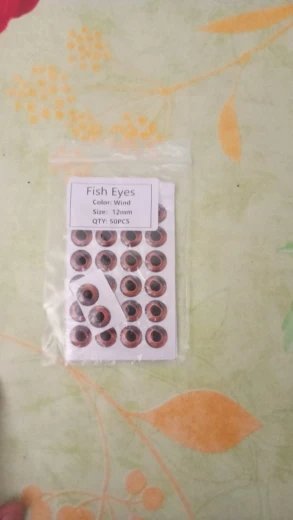 Fish Eyes
Color: Wind
Size: 12mm
QTY: 50PCS